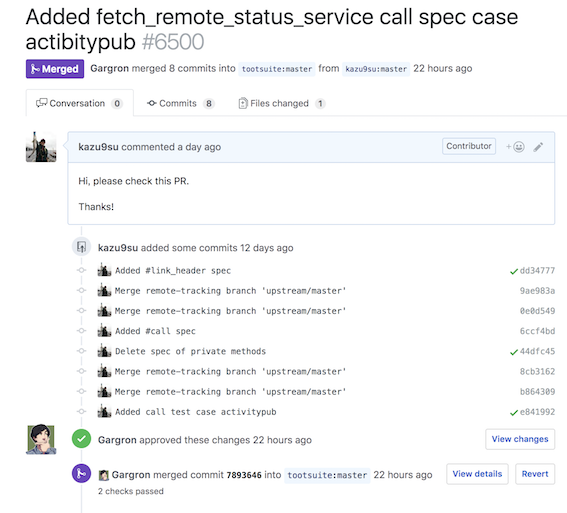 Added fetch_remote_status_service call spec case
actibitypub #6500
Merged Gargron merged 8 commits into tootsuite:master from kazu9su:master 22 hours ago
Conversation 0 Commits 8 Files changed 1
kazu9su commented a day ago Contributor
Hi, please check this PR.
Thanks!
kazu9su added some commits 12 days ago
Added #link_header spec dd34777
Merge remote-tracking branch 'upstream/master' 9ae983a
Merge remote-tracking branch 'upstream/master' 0e0d549
Added #call spec 6ccf4bd
Delete spec of private methods 44dfc45
Merge remote-tracking branch 'upstream/master' 8cb3162
Merge remote-tracking branch 'upstream/master' b864309
Added call test case activitypub e841992
Gargron approved these changes 22 hours ago View changes
Gargron merged commit 7893646 into tootsuite:master 22 hours ago View details Revert
2 checks passed